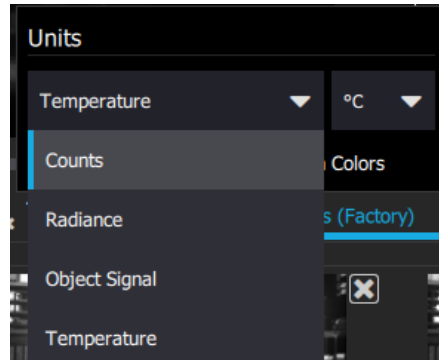 Units
Temperature
°C
Counts
Colors
Radiance
s (Factory)
Object Signal
Temperature